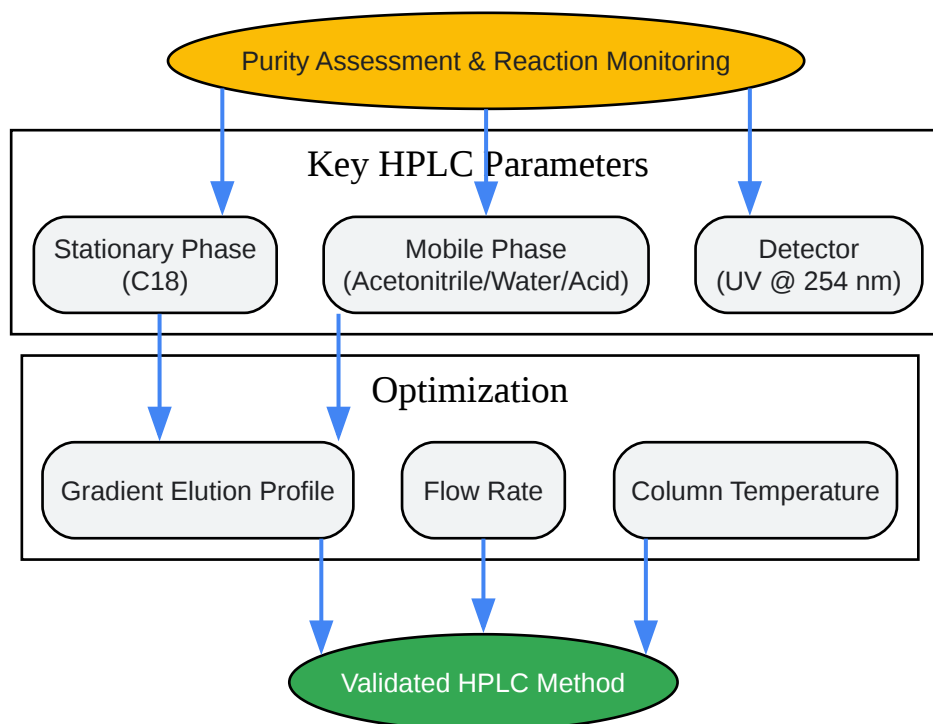 Purity Assessment & Reaction Monitoring
Key HPLC Parameters
Stationary Phase
(C18)
Mobile Phase
(Acetonitrile/Water/Acid)
Detector
(UV @ 254 nm)
Optimization
Gradient Elution Profile
Flow Rate
Column Temperature
Validated HPLC Method